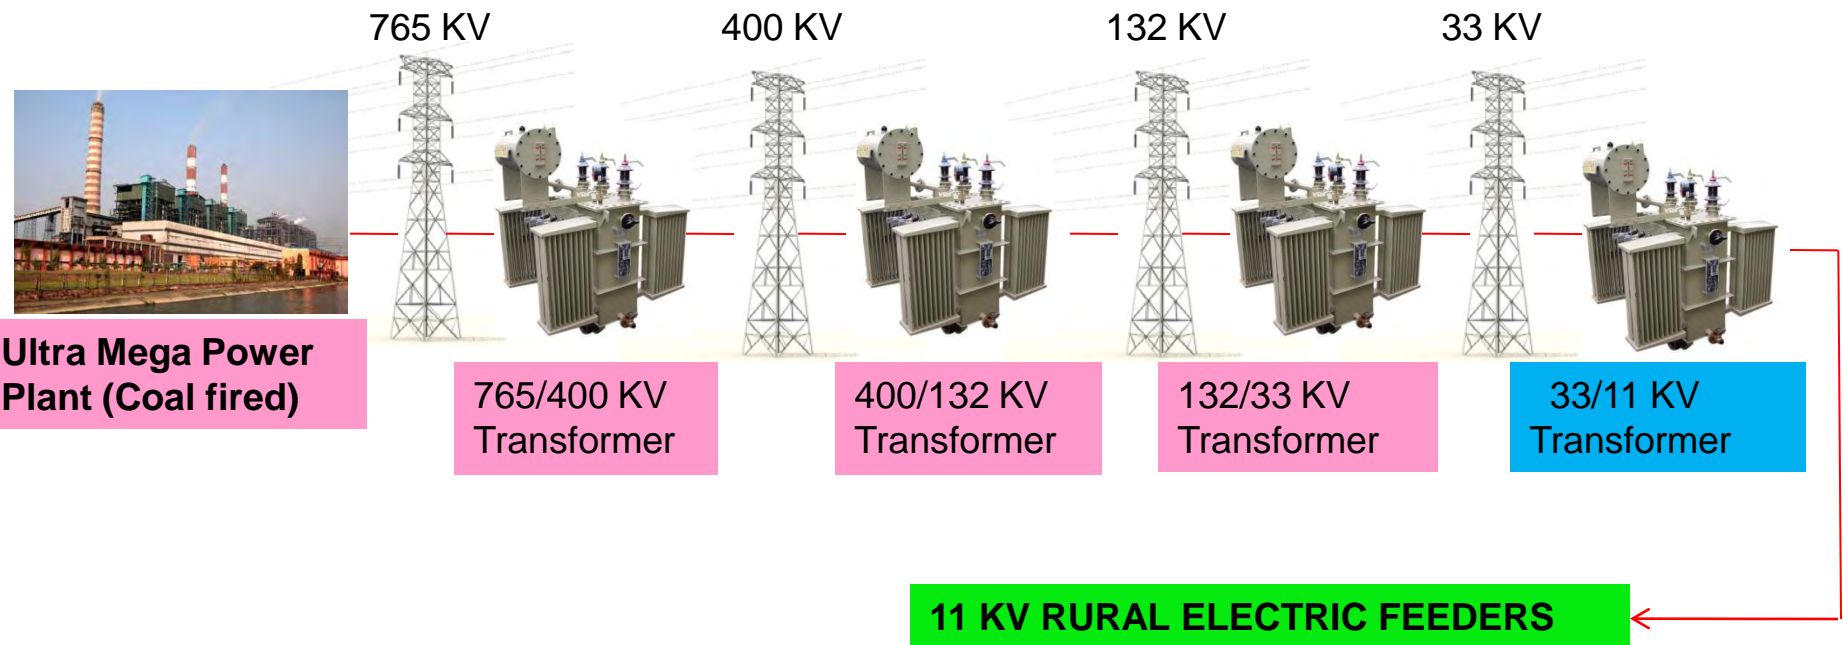 765 KV
400 KV
132 KV
33 KV
Ultra Mega Power
Plant (Coal fired)
765/400 KV
Transformer
400/132 KV
Transformer
132/33 KV
Transformer
33/11 KV
Transformer
11 KV RURAL ELECTRIC FEEDERS